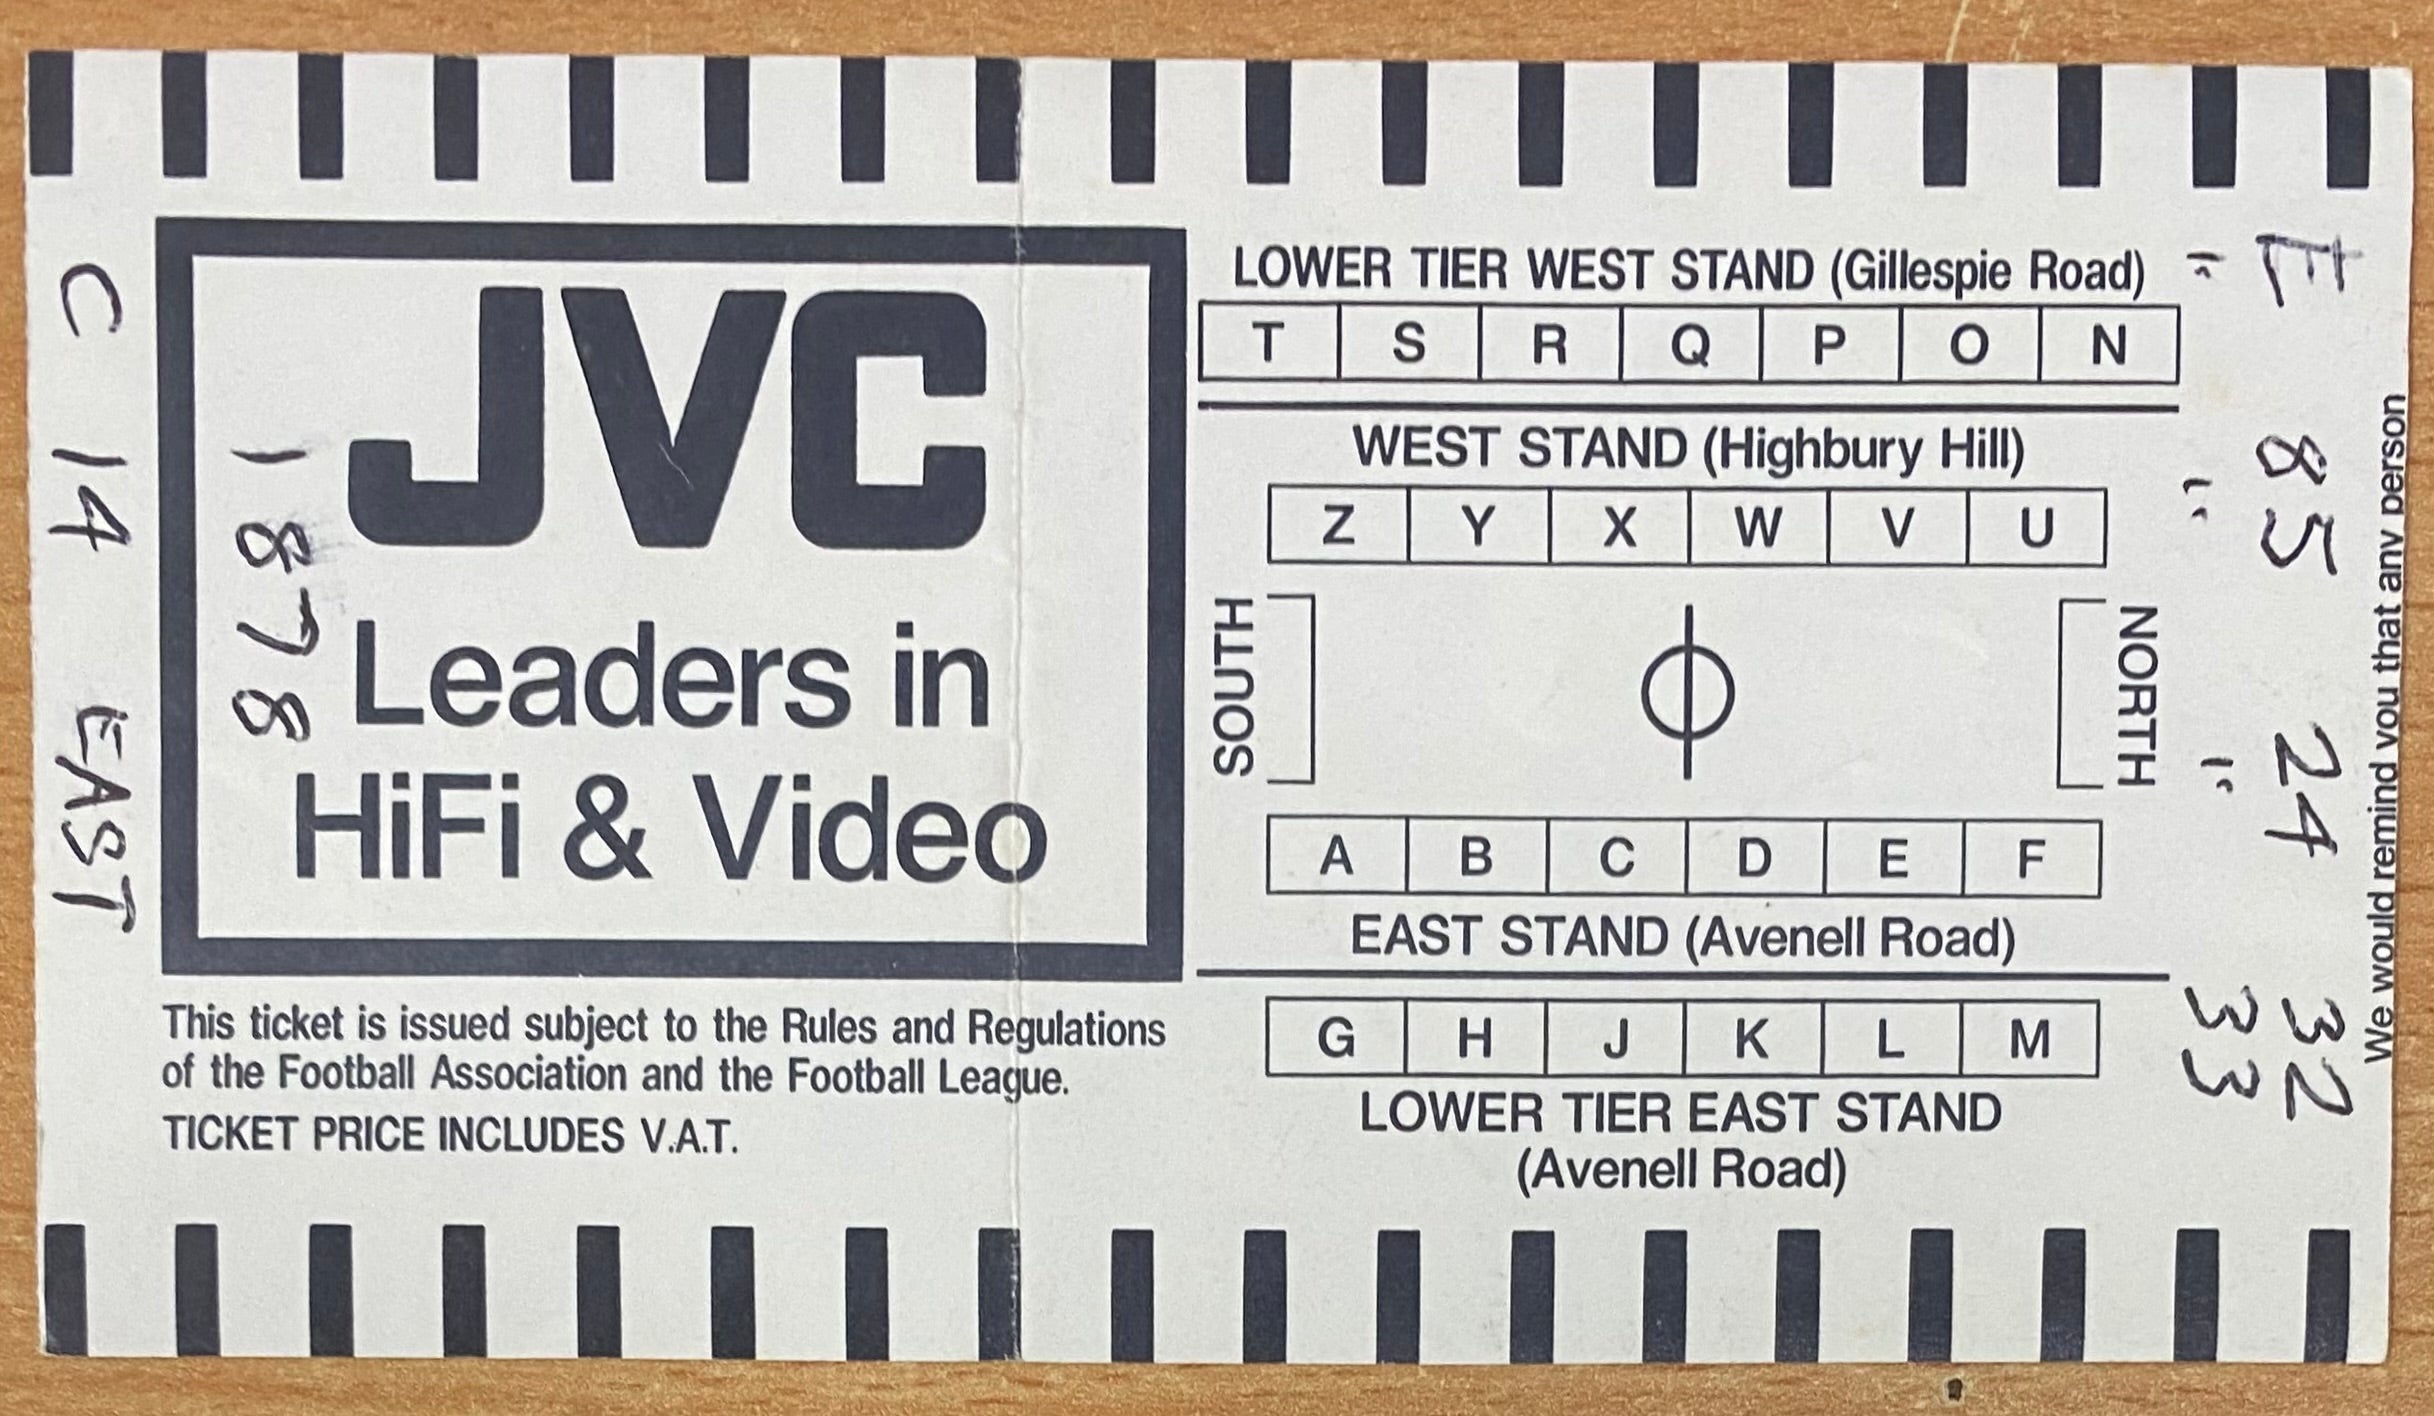 JVC
Leaders in
HiFi & Video
This ticket is issued subject to the Rules and Regulations
of the Football Association and the Football League.
TICKET PRICE INCLUDES V.A.T.
LOWER TIER WEST STAND (Gillespie Road)
T S R Q P O N
WEST STAND (Highbury Hill)
Z Y X W V U
SOUTH
NORTH
A B C D E F
EAST STAND (Avenell Road)
G H J K L M
LOWER TIER EAST STAND
(Avenell Road)
We would remind you that any person
C 14 EAST
1878
E 85 24 32
" " " 33